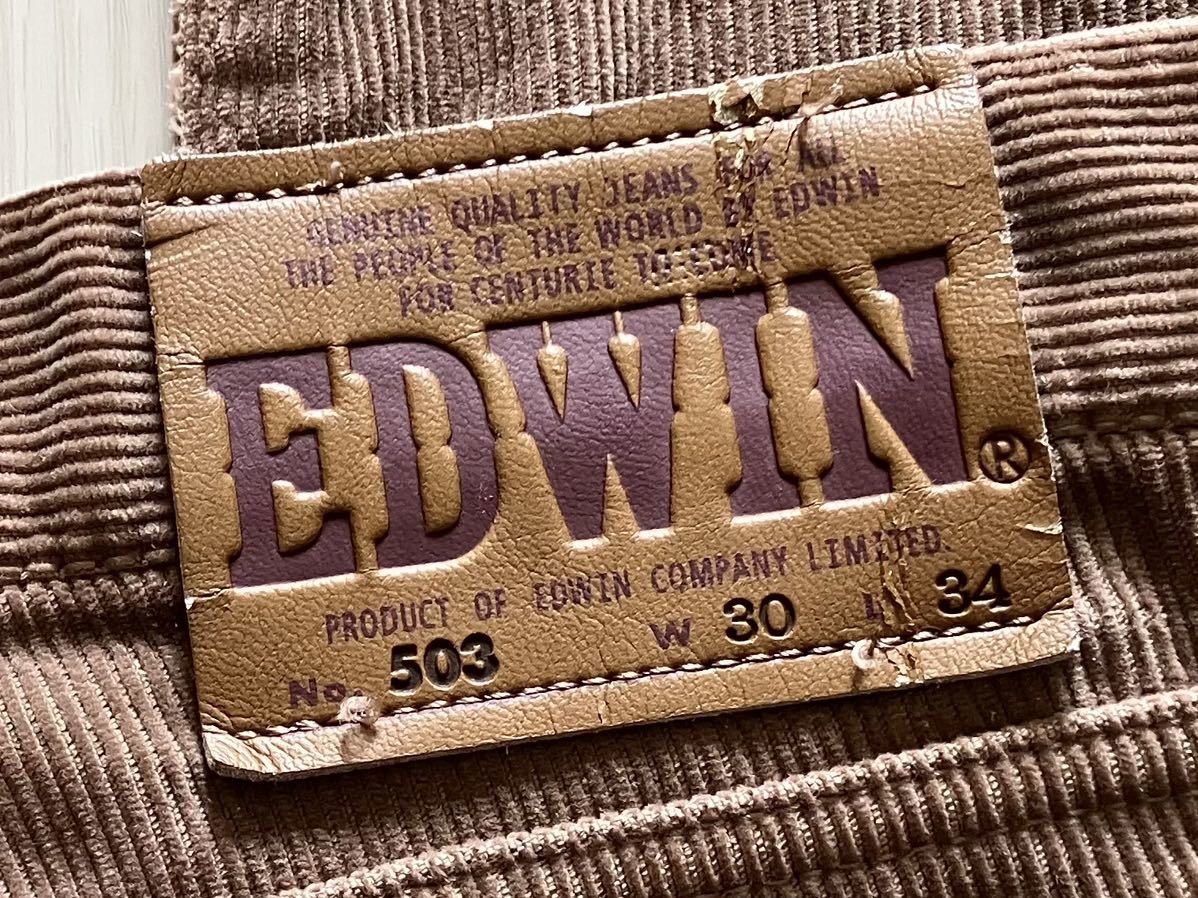 GENUINE QUALITY JEANS FOR ALL
THE PEOPLE OF THE WORLD BY EDWIN
FOR CENTURIE TO COME
EDWIN®
PRODUCT OF EDWIN COMPANY LIMITED.
No. 503 W 30 L 34